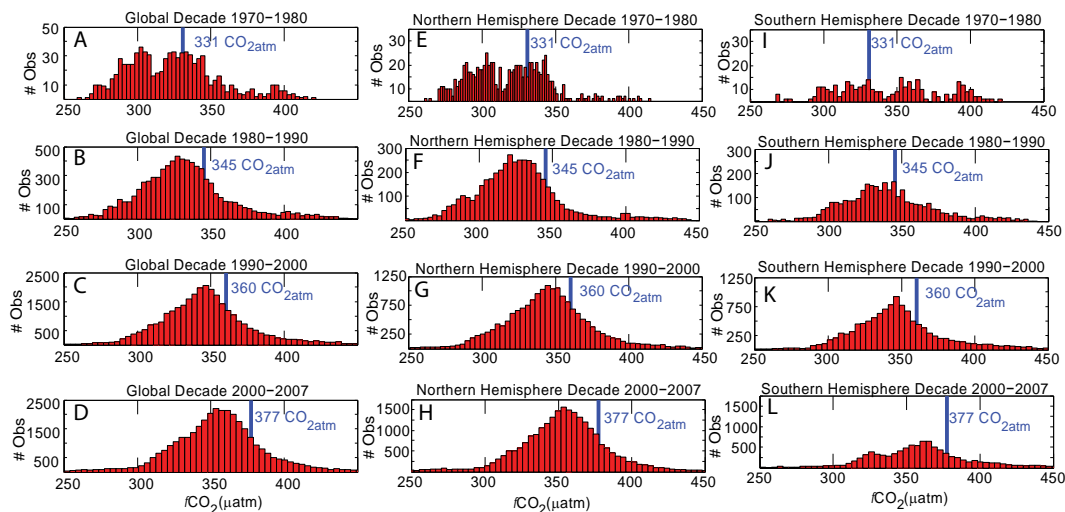 Global Decade 1970−1980
A
331 CO2atm
# Obs
50
30
10
250 300 350 400
Northern Hemisphere Decade 1970−1980
E
331 CO2atm
# Obs
30
20
10
0
250 300 350 400 450
Southern Hemisphere Decade 1970−1980
I
331 CO2atm
# Obs
30
20
10
0
250 300 350 400 450
Global Decade 1980−1990
B
345 CO2atm
# Obs
500
300
100
250 300 350 400
Northern Hemisphere Decade 1980−1990
F
345 CO2atm
# Obs
300
200
100
0
250 300 350 400 450
Southern Hemisphere Decade 1980−1990
J
345 CO2atm
# Obs
300
200
100
0
250 300 350 400 450
Global Decade 1990−2000
C
360 CO2atm
# Obs
2500
1500
500
250 300 350 400
Northern Hemisphere Decade 1990−2000
G
360 CO2atm
# Obs
1250
750
250
250 300 350 400 450
Southern Hemisphere Decade 1990−2000
K
360 CO2atm
# Obs
1250
750
250
250 300 350 400 450
Global Decade 2000−2007
D
377 CO2atm
# Obs
2500
1500
500
250 300 350 400
fCO2(µatm)
Northern Hemisphere Decade 2000−2007
H
377 CO2atm
# Obs
1500
1000
500
250 300 350 400 450
fCO2(µatm)
Southern Hemisphere Decade 2000−2007
L
377 CO2atm
# Obs
1500
1000
500
250 300 350 400 450
fCO2(µatm)